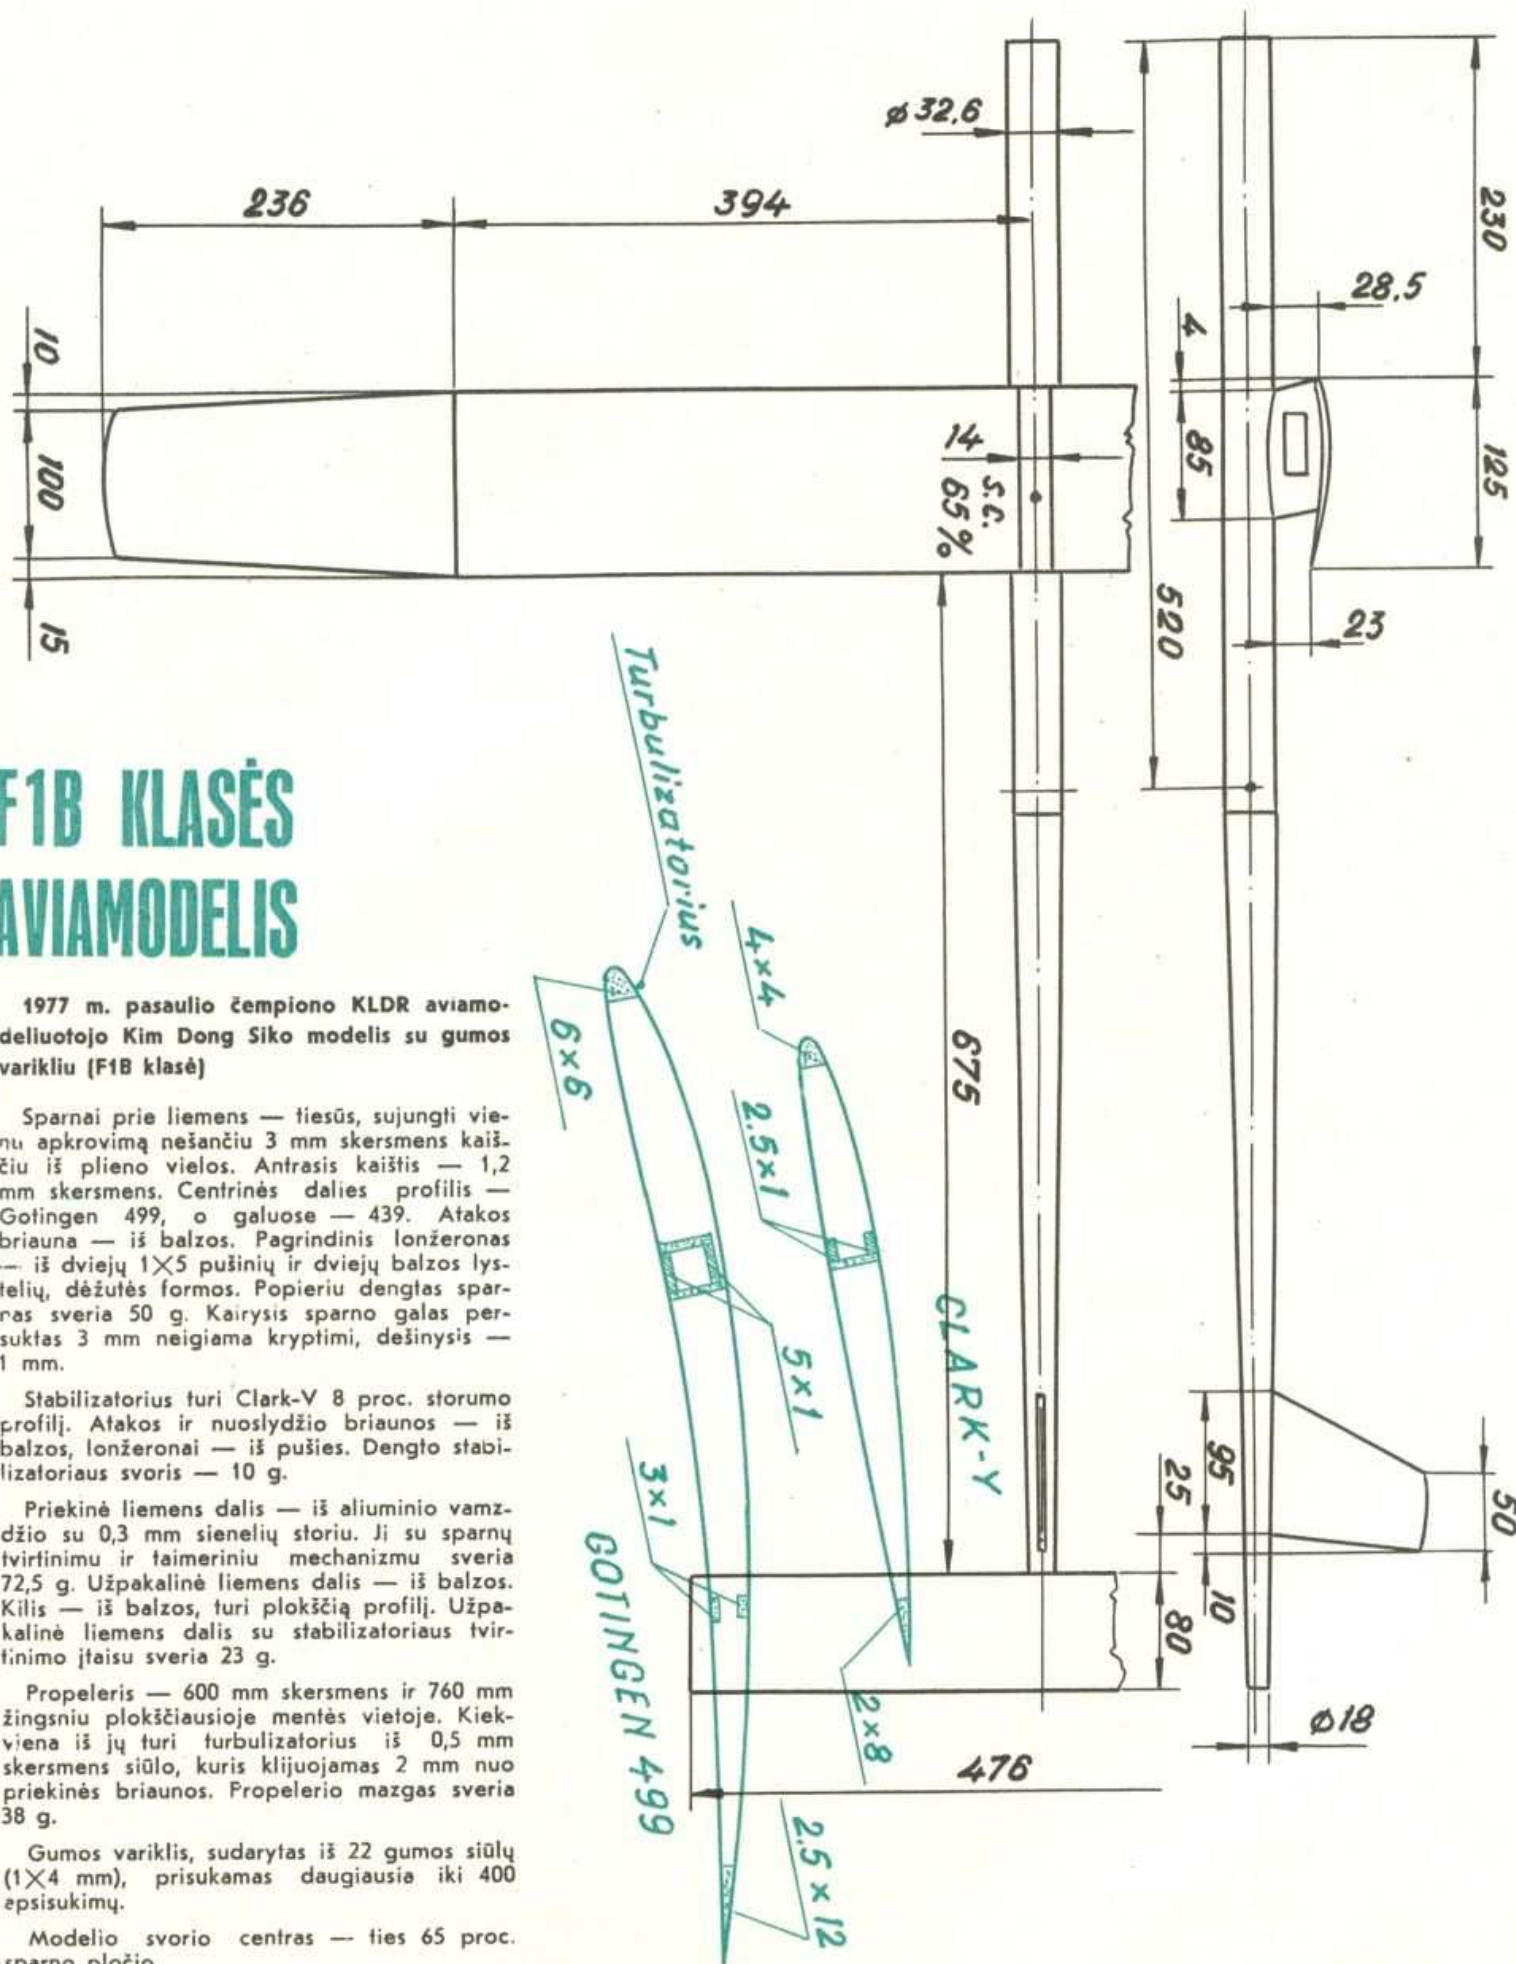 F1B KLASĖS
AVIAMODELIS
1977 m. pasaulio čempiono KLDR aviamo-
deliuotojo Kim Dong Siko modelis su gumos
varikliu (F1B klasė)
Sparnai prie liemens — tiesūs, sujungti vie-
nu apkrovimą nešančiu 3 mm skersmens kaiš-
čiu iš plieno vielos. Antrasis kaištis — 1,2
mm skersmens. Centrinės dalies profilis —
Gotingen 499, o galuose — 439. Atakos
briauna — iš balzos. Pagrindinis lonžeronas
— iš dviejų 1×5 pušinių ir dviejų balzos lys-
telių, dėžutės formos. Popieriu dengtas spar-
nas sveria 50 g. Kairysis sparno galas per-
suktas 3 mm neigiama kryptimi, dešinysis —
1 mm.
Stabilizatorius turi Clark-V 8 proc. storumo
profilį. Atakos ir nuoslydžio briaunos — iš
balzos, lonžeronai — iš pušies. Dengto stabi-
lizatoriaus svoris — 10 g.
Priekinė liemens dalis — iš aliuminio vamz-
džio su 0,3 mm sienelių storiu. Ji su sparnų
tvirtinimu ir taimeriniu mechanizmu sveria
72,5 g. Užpakalinė liemens dalis — iš balzos.
Kilis — iš balzos, turi plokščią profilį. Užpa-
kalinė liemens dalis su stabilizatoriaus tvir-
tinimo įtaisu sveria 23 g.
Propeleris — 600 mm skersmens ir 760 mm
žingsniu plokščiausioje mentės vietoje. Kiek-
viena iš jų turi turbulizatorius iš 0,5 mm
skersmens siūlo, kuris klijuojamas 2 mm nuo
priekinės briaunos. Propelerio mazgas sveria
38 g.
Gumos variklis, sudarytas iš 22 gumos siūlų
(1×4 mm), prisukamas daugiausia iki 400
apsisukimų.
Modelio svorio centras — ties 65 proc.
sparno pločio
ø32,6
236
394
10
100
15
14
S.C.
65%
675
476
520
230
28,5
4
85
125
23
95
25
10
50
80
ø18
Turbulizatorius
6×6
5×1
3×1
2.5×12
GOTINGEN 499
4×4
2.5×1
2×8
CLARK-Y